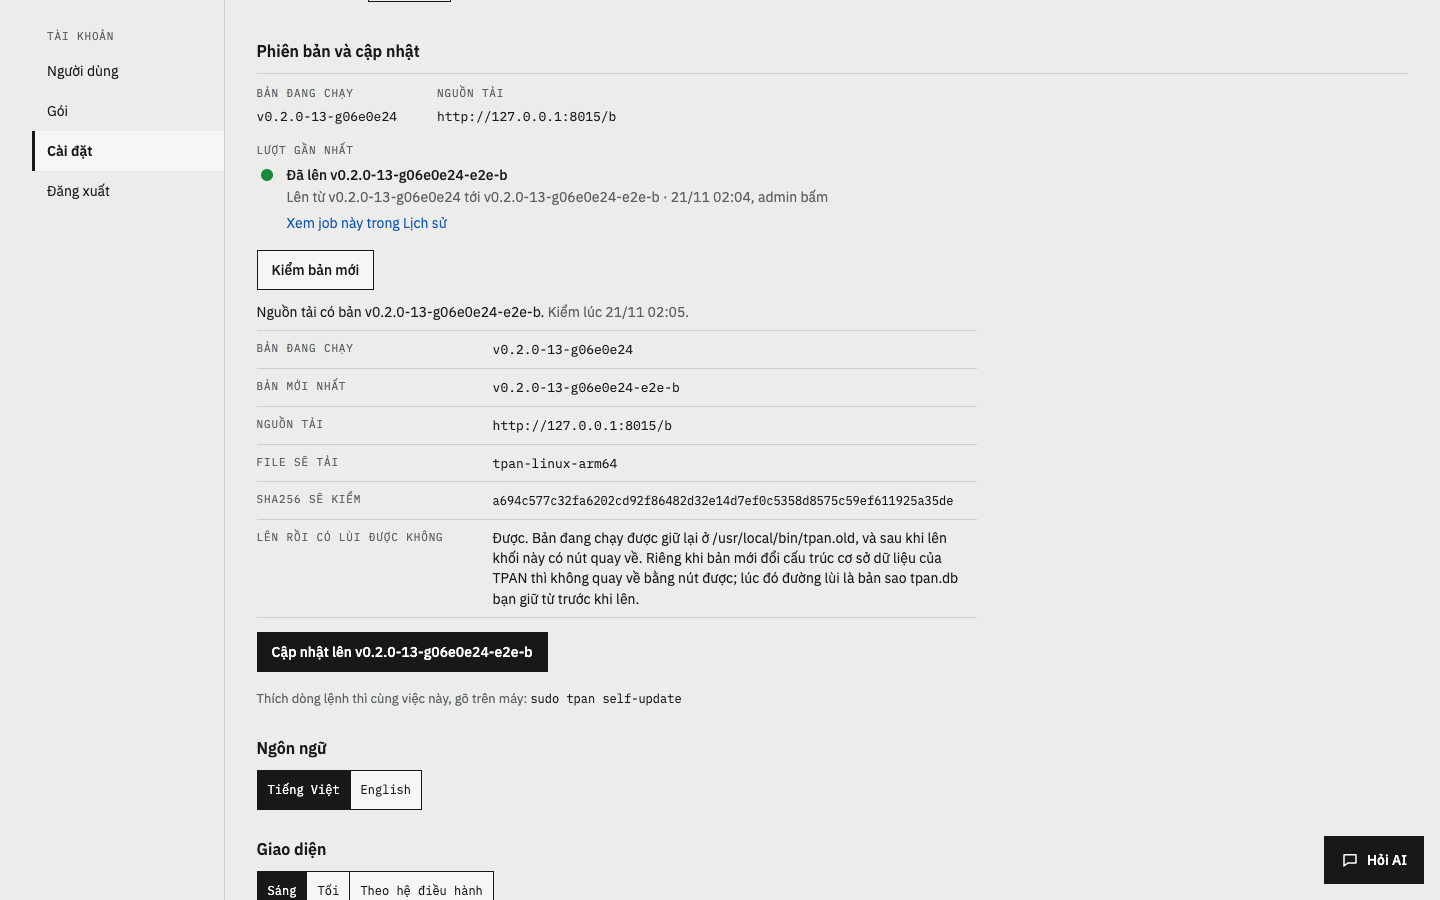 TÀI KHOẢN
Người dùng
Gói
Cài đặt
Đăng xuất
Phiên bản và cập nhật
BẢN ĐANG CHẠY
NGUỒN TẢI
v0.2.0-13-g06e0e24
http://127.0.0.1:8015/b
LƯỢT GẦN NHẤT
Đã lên v0.2.0-13-g06e0e24-e2e-b
Lên từ v0.2.0-13-g06e0e24 tới v0.2.0-13-g06e0e24-e2e-b · 21/11 02:04, admin bấm
Xem job này trong Lịch sử
Kiểm bản mới
Nguồn tải có bản v0.2.0-13-g06e0e24-e2e-b. Kiểm lúc 21/11 02:05.
BẢN ĐANG CHẠY
v0.2.0-13-g06e0e24
BẢN MỚI NHẤT
v0.2.0-13-g06e0e24-e2e-b
NGUỒN TẢI
http://127.0.0.1:8015/b
FILE SẼ TẢI
tpan-linux-arm64
SHA256 SẼ KIỂM
a694c577c32fa6202cd92f86482d32e14d7ef0c5358d8575c59ef611925a35de
LÊN RỒI CÓ LÙI ĐƯỢC KHÔNG
Được. Bản đang chạy được giữ lại ở /usr/local/bin/tpan.old, và sau khi lên
khối này có nút quay về. Riêng khi bản mới đổi cấu trúc cơ sở dữ liệu của
TPAN thì không quay về bằng nút được; lúc đó đường lùi là bản sao tpan.db
bạn giữ từ trước khi lên.
Cập nhật lên v0.2.0-13-g06e0e24-e2e-b
Thích dòng lệnh thì cùng việc này, gõ trên máy: sudo tpan self-update
Ngôn ngữ
Tiếng Việt
English
Giao diện
Sáng
Tối
Theo hệ điều hành
Hỏi AI